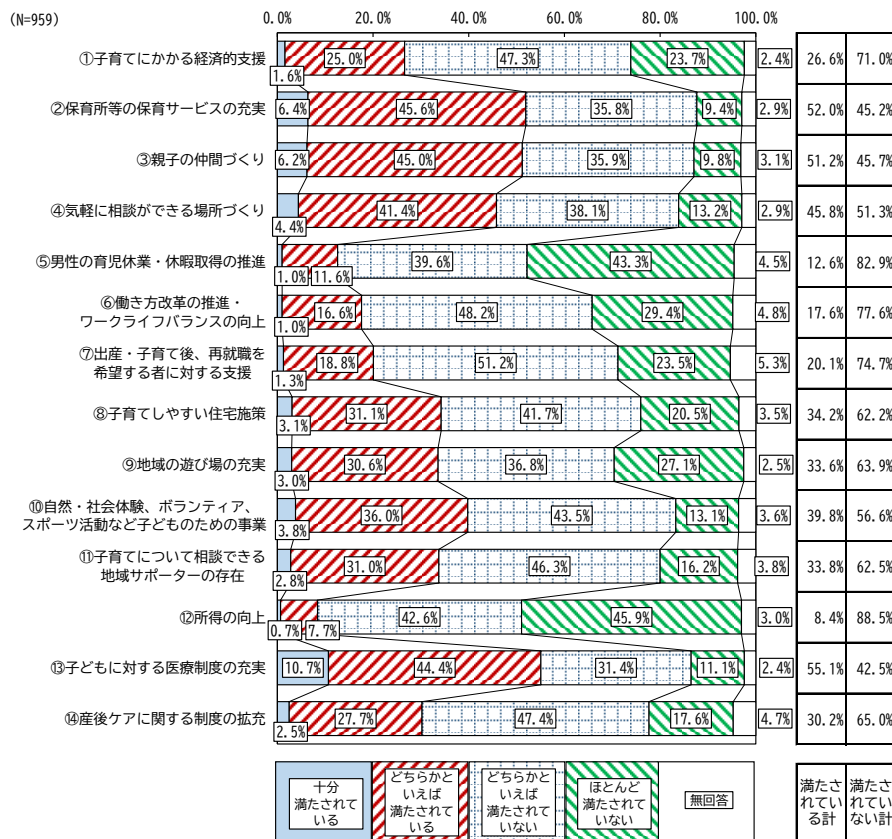 (N=959)
0.0% 20.0% 40.0% 60.0% 80.0% 100.0%
①子育てにかかる経済的支援
1.6% 25.0% 47.3% 23.7% 2.4% 26.6% 71.0%
②保育所等の保育サービスの充実
6.4% 45.6% 35.8% 9.4% 2.9% 52.0% 45.2%
③親子の仲間づくり
6.2% 45.0% 35.9% 9.8% 3.1% 51.2% 45.7%
④気軽に相談ができる場所づくり
4.4% 41.4% 38.1% 13.2% 2.9% 45.8% 51.3%
⑤男性の育児休業・休暇取得の推進
1.0% 11.6% 39.6% 43.3% 4.5% 12.6% 82.9%
⑥働き方改革の推進・
ワークライフバランスの向上
1.0% 16.6% 48.2% 29.4% 4.8% 17.6% 77.6%
⑦出産・子育て後、再就職を
希望する者に対する支援
1.3% 18.8% 51.2% 23.5% 5.3% 20.1% 74.7%
⑧子育てしやすい住宅施策
3.1% 31.1% 41.7% 20.5% 3.5% 34.2% 62.2%
⑨地域の遊び場の充実
3.0% 30.6% 36.8% 27.1% 2.5% 33.6% 63.9%
⑩自然・社会体験、ボランティア、
スポーツ活動など子どものための事業
3.8% 36.0% 43.5% 13.1% 3.6% 39.8% 56.6%
⑪子育てについて相談できる
地域サポーターの存在
2.8% 31.0% 46.3% 16.2% 3.8% 33.8% 62.5%
⑫所得の向上
0.7% 7.7% 42.6% 45.9% 3.0% 8.4% 88.5%
⑬子どもに対する医療制度の充実
10.7% 44.4% 31.4% 11.1% 2.4% 55.1% 42.5%
⑭産後ケアに関する制度の拡充
2.5% 27.7% 47.4% 17.6% 4.7% 30.2% 65.0%
十分
満たされて
いる
どちらかと
いえば
満たされて
いる
どちらかと
いえば
満たされて
いない
ほとんど
満たされて
いない
無回答
満たさ
れてい
る計
満たさ
れてい
ない計